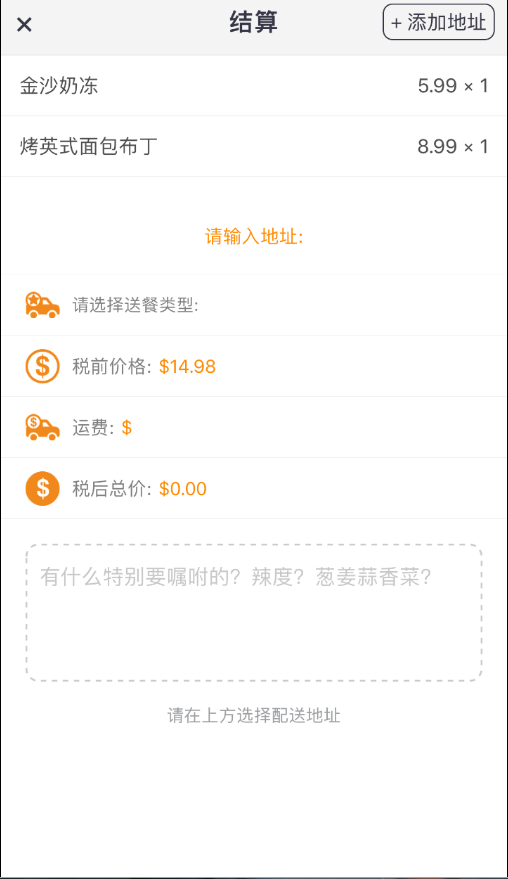 结算
+ 添加地址
金沙奶冻 5.99 × 1
烤英式面包布丁 8.99 × 1
请输入地址:
请选择送餐类型:
$ 税前价格: $14.98
$ 运费: $
$ 税后总价: $0.00
有什么特别要嘱咐的？辣度？葱姜蒜香菜？
请在上方选择配送地址